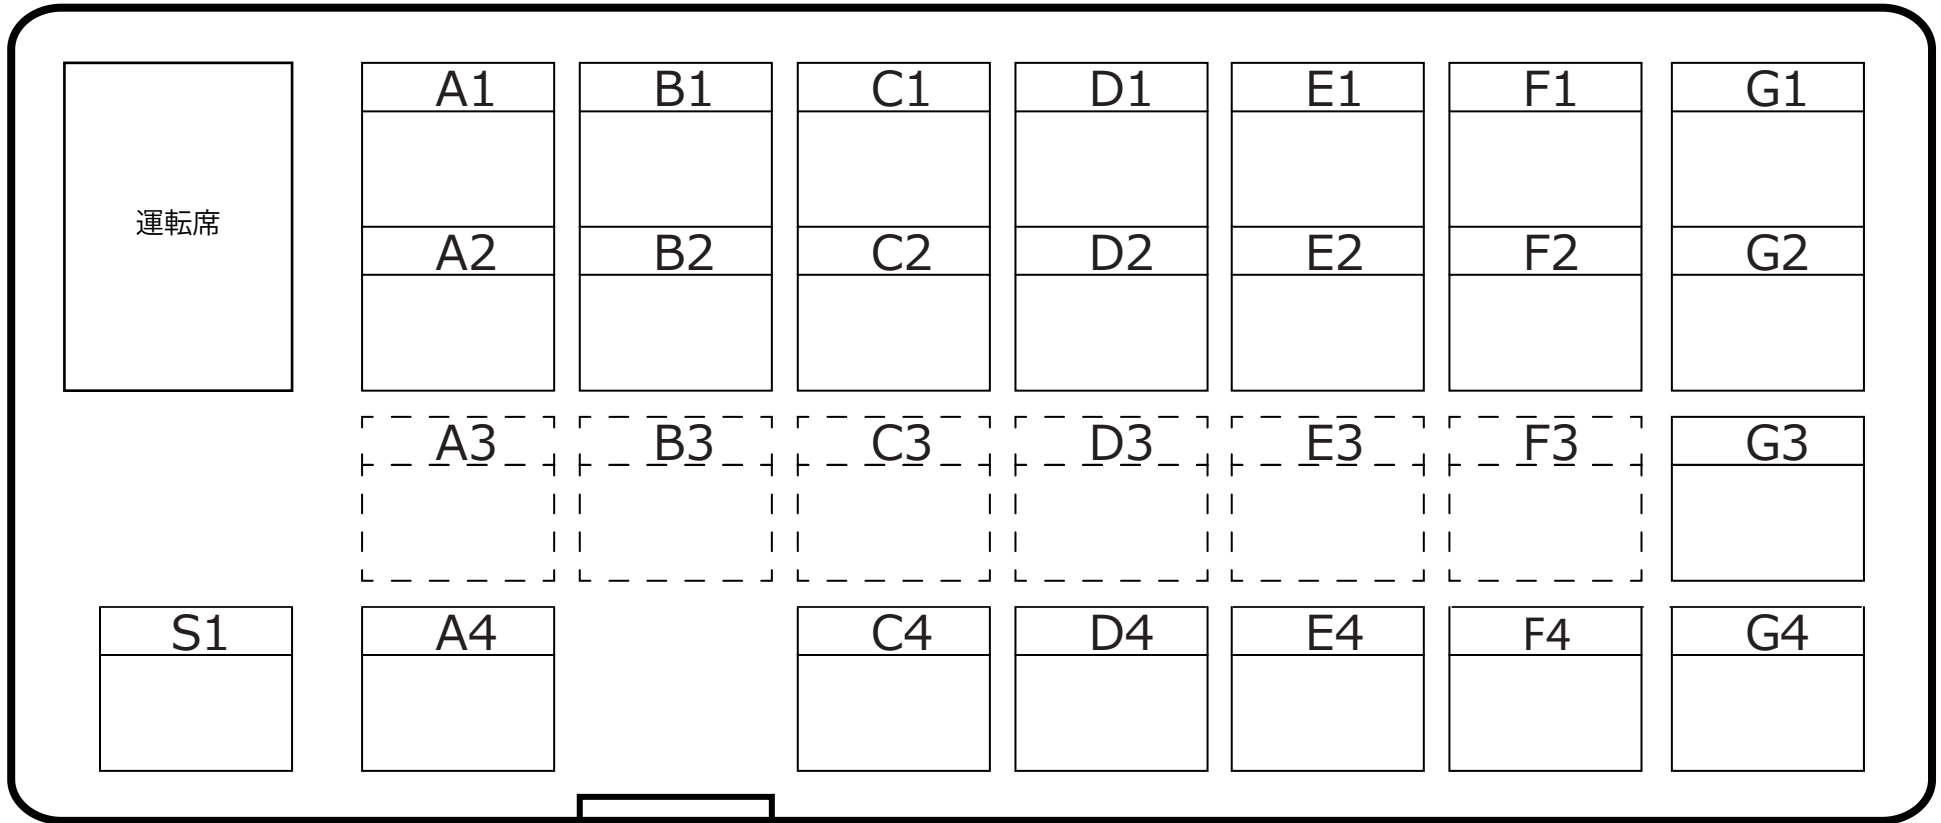 A1 B1 C1 D1 E1 F1 G1
運転席
A2 B2 C2 D2 E2 F2 G2
A3 B3 C3 D3 E3 F3 G3
S1 A4 C4 D4 E4 F4 G4